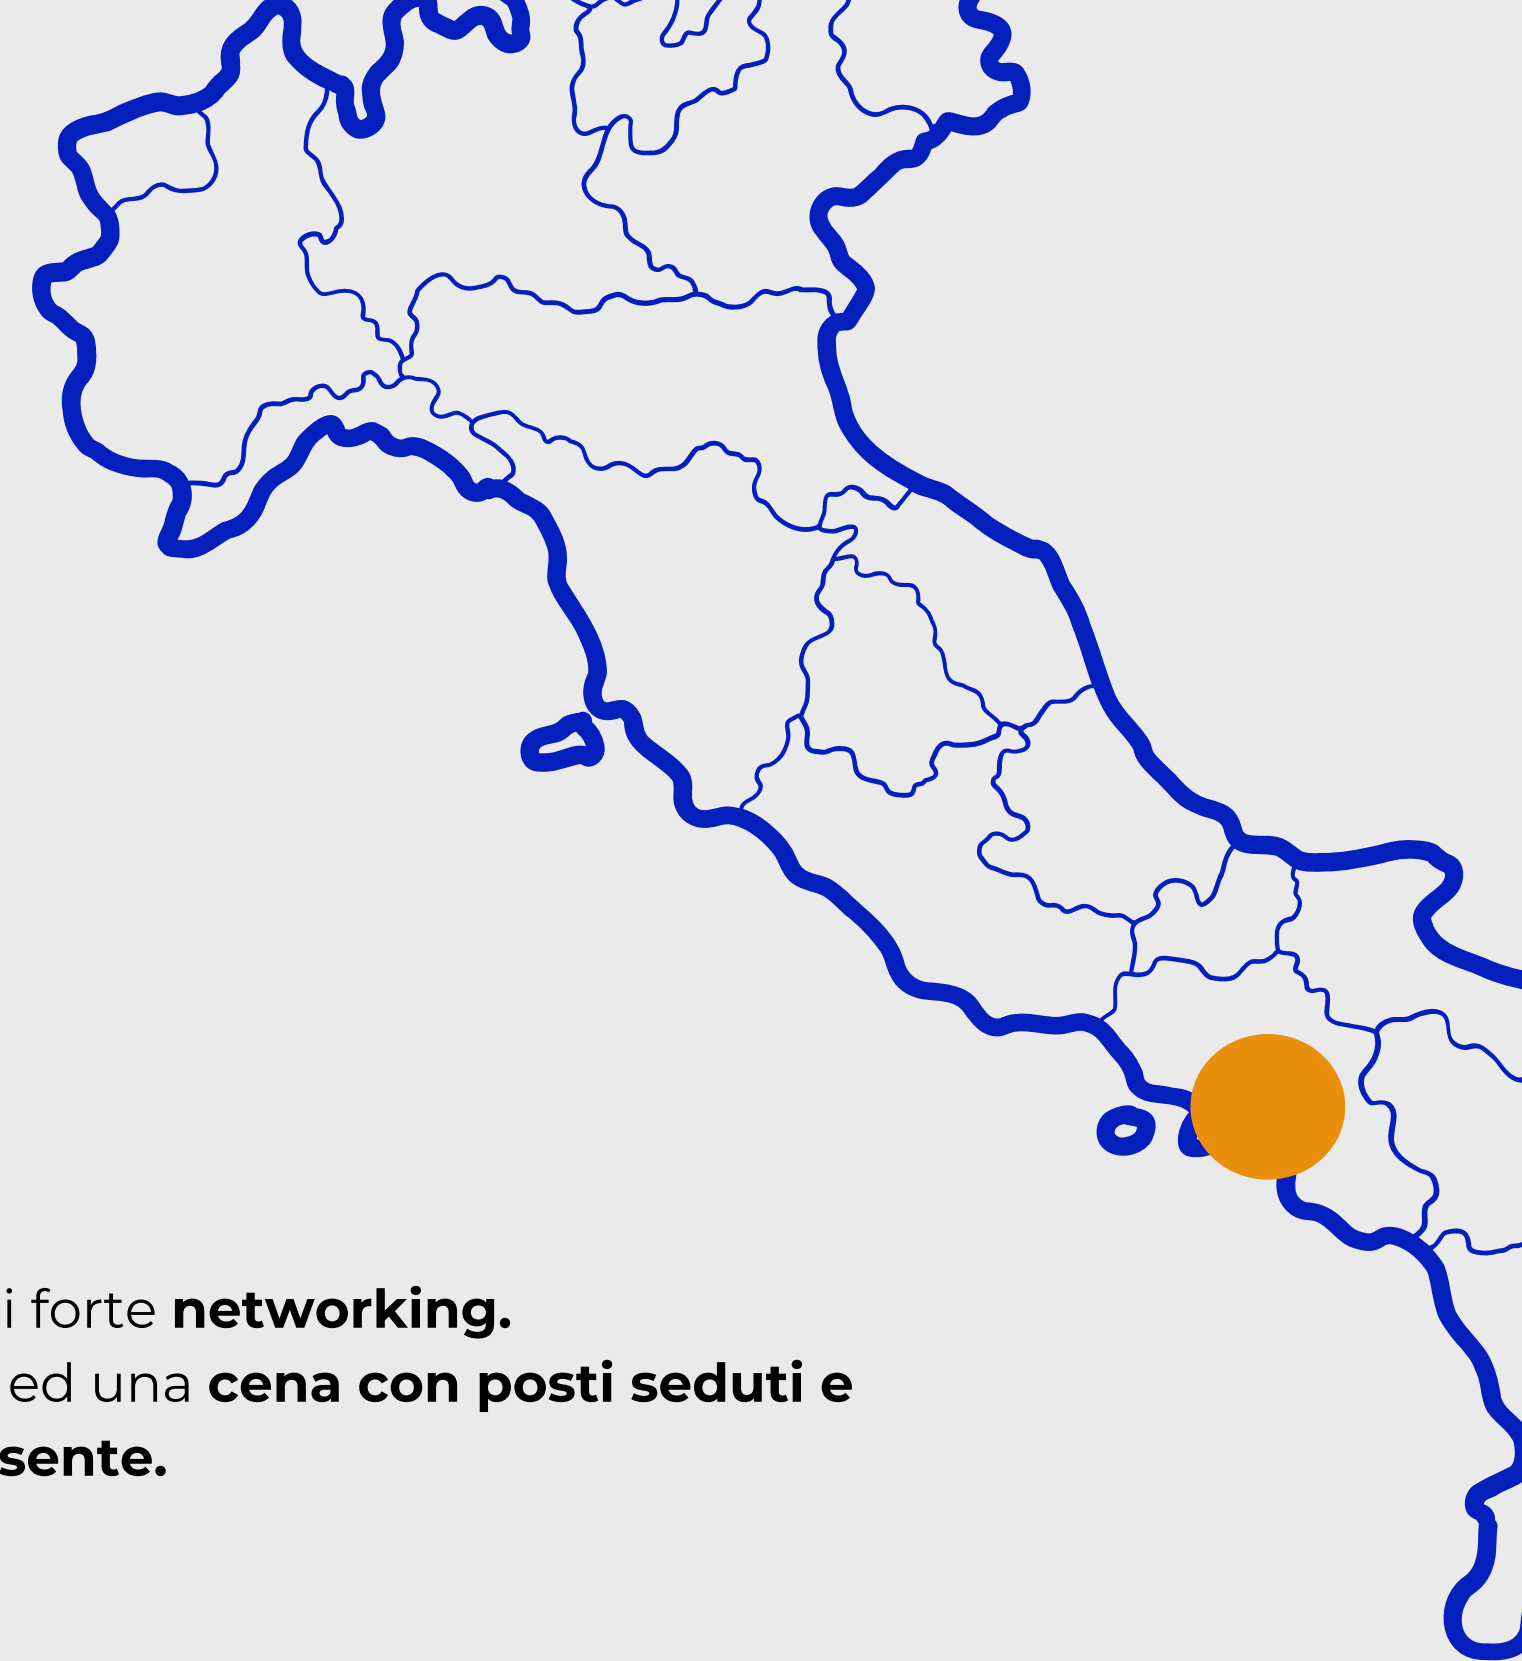 i forte networking.
ed una cena con posti seduti e
sente.